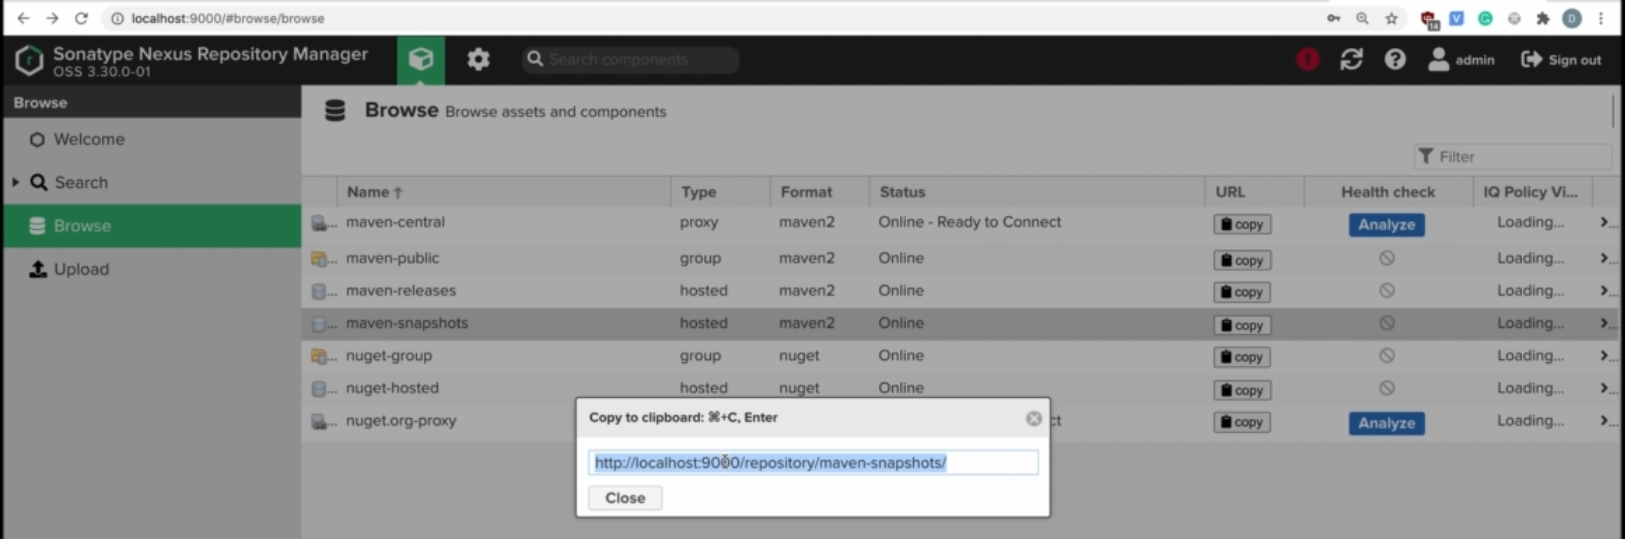 localhost:9000/#browse/browse
14
D
Sonatype Nexus Repository Manager
OSS 3.30.0-01
Search components
admin
Sign out
Browse
Welcome
Search
Browse
Upload
Browse Browse assets and components
Filter
Name Type Format Status URL Health check IQ Policy Vi...
... maven-central proxy maven2 Online - Ready to Connect copy Analyze Loading... ...
... maven-public group maven2 Online copy Loading... ...
... maven-releases hosted maven2 Online copy Loading... ...
... maven-snapshots hosted maven2 Online copy Loading... ...
... nuget-group group nuget Online copy Loading... ...
... nuget-hosted hosted nuget Online copy Loading... ...
... nuget.org-proxy ct copy Analyze Loading... ...
Copy to clipboard: ⌘+C, Enter
http://localhost:9000/repository/maven-snapshots/
Close